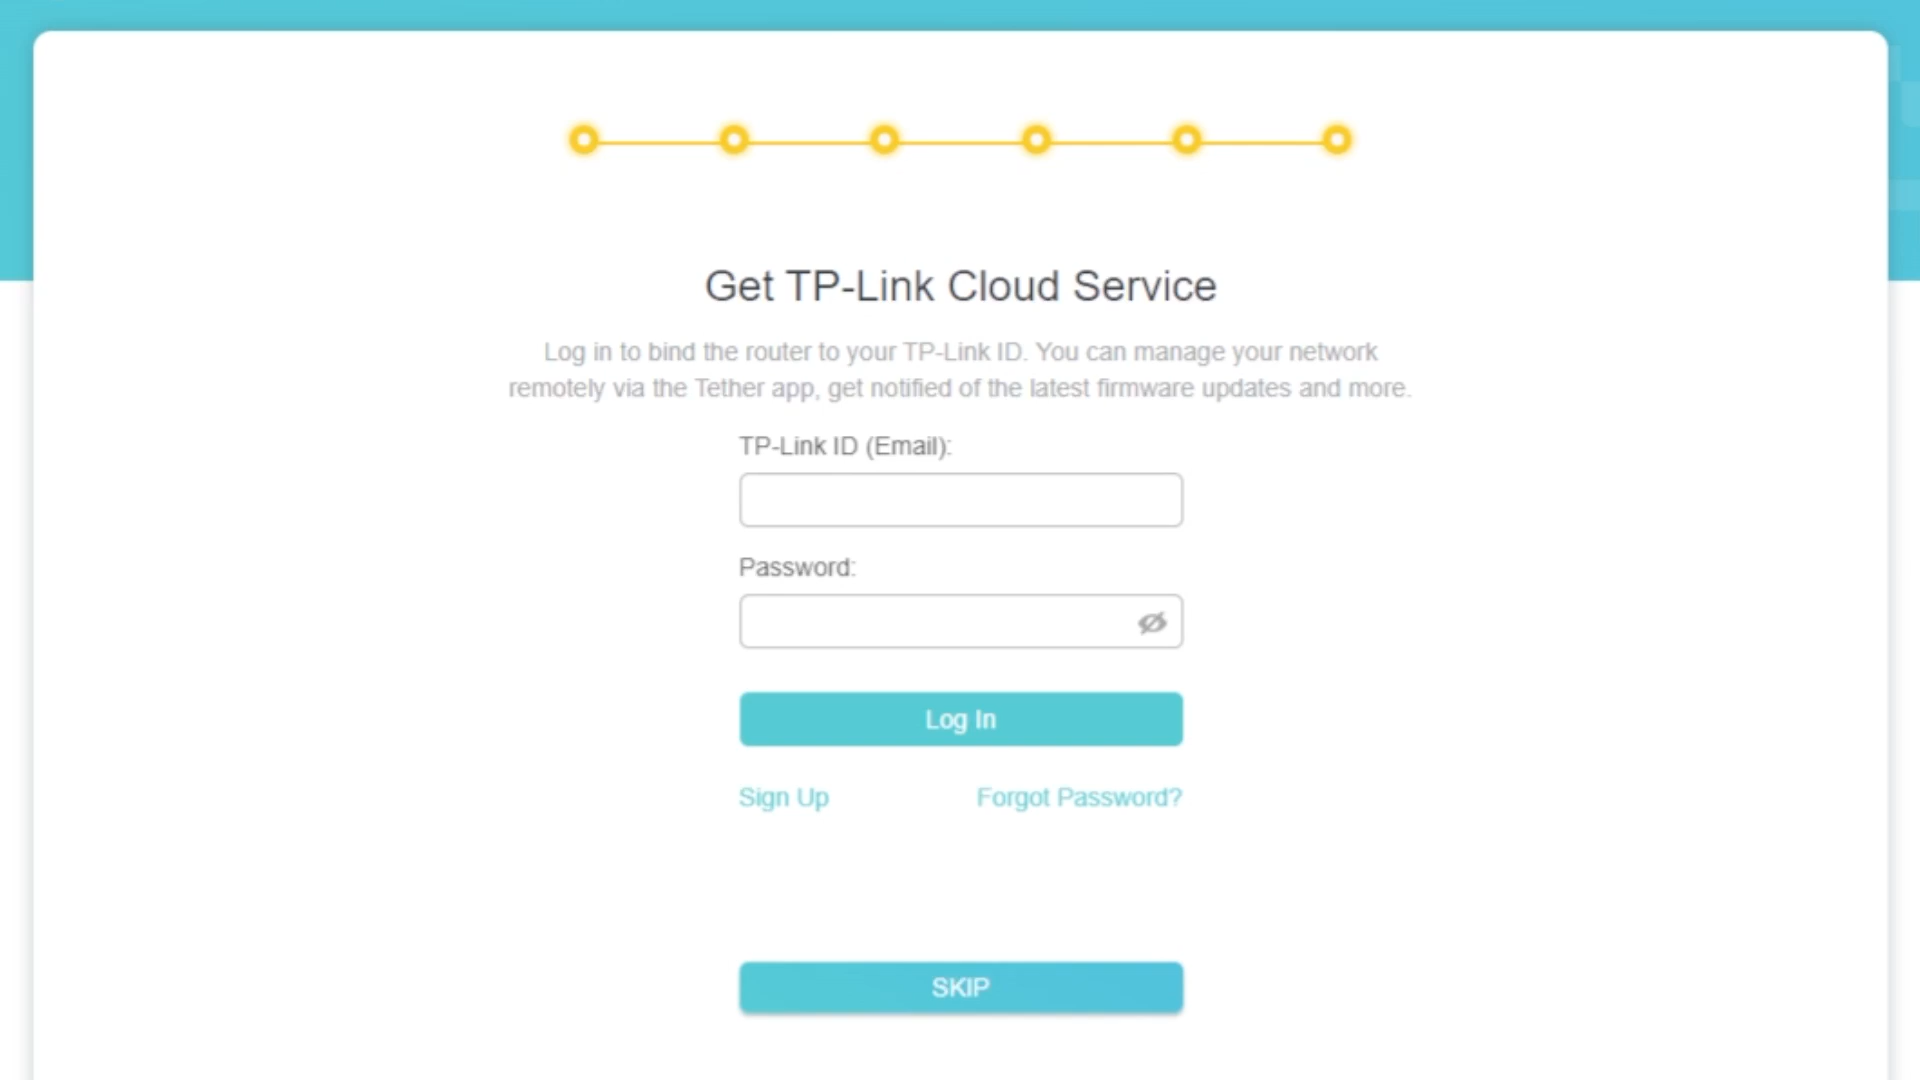 Get TP-Link Cloud Service
Log in to bind the router to your TP-Link ID. You can manage your network
remotely via the Tether app, get notified of the latest firmware updates and more.
TP-Link ID (Email):
Password:
Log In
Sign Up
Forgot Password?
SKIP